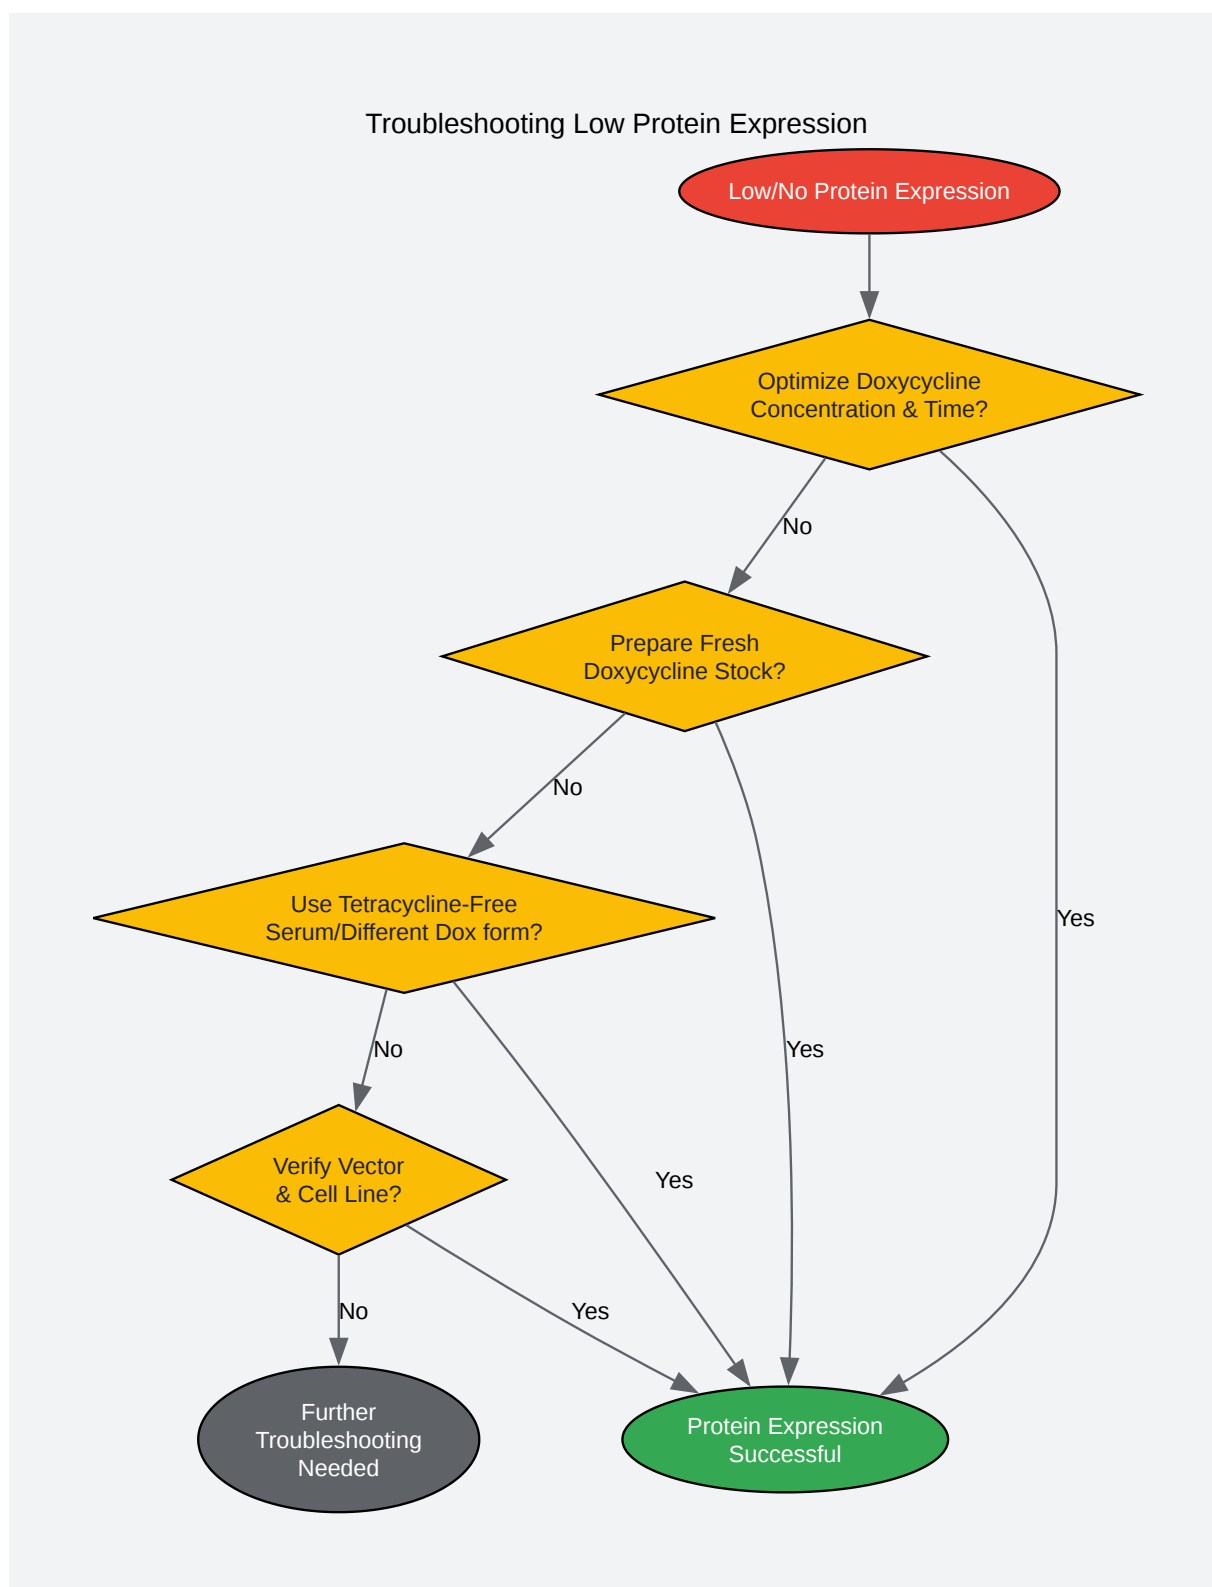 Troubleshooting Low Protein Expression
Low/No Protein Expression
Optimize Doxycycline
Concentration & Time?
No
Prepare Fresh
Doxycycline Stock?
No
Use Tetracycline-Free
Serum/Different Dox form?
Yes
No
Yes
Verify Vector
& Cell Line?
Yes
No
Yes
Further
Troubleshooting
Needed
Protein Expression
Successful